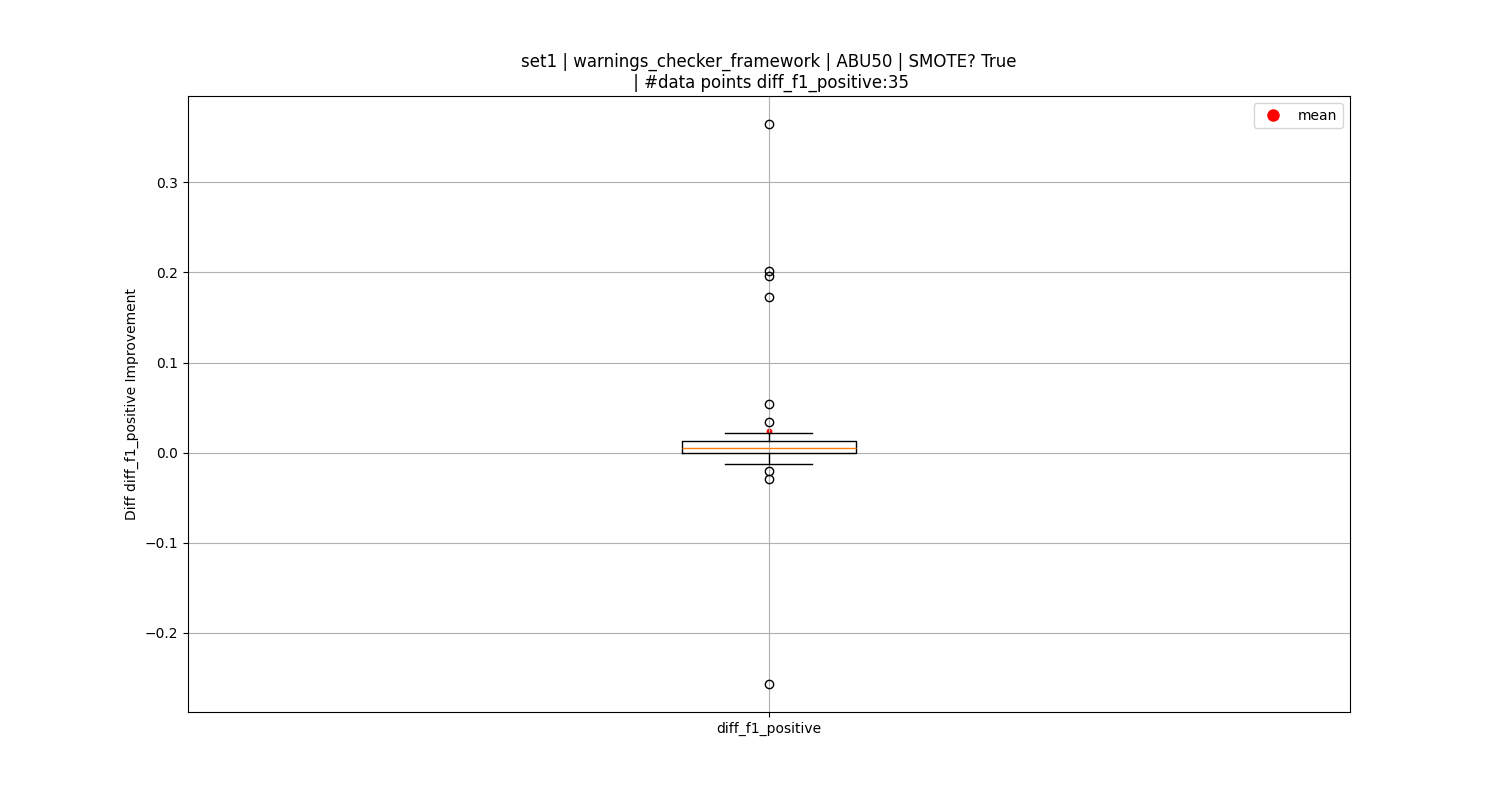 set1 | warnings_checker_framework | ABU50 | SMOTE? True
| #data points diff_f1_positive:35
mean
0.3
0.2
0.1
0.0
−0.1
−0.2
Diff diff_f1_positive Improvement
diff_f1_positive